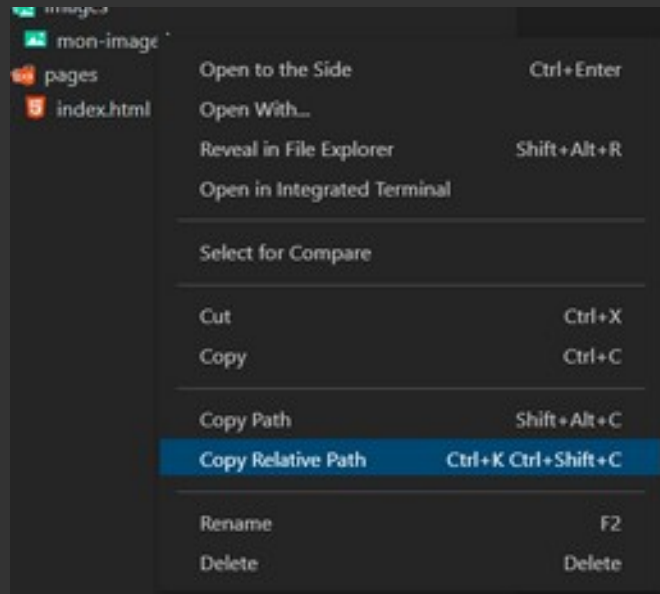 images
mon-image
pages
index.html
Open to the Side Ctrl+Enter
Open With...
Reveal in File Explorer Shift+Alt+R
Open in Integrated Terminal
Select for Compare
Cut Ctrl+X
Copy Ctrl+C
Copy Path Shift+Alt+C
Copy Relative Path Ctrl+K Ctrl+Shift+C
Rename F2
Delete Delete